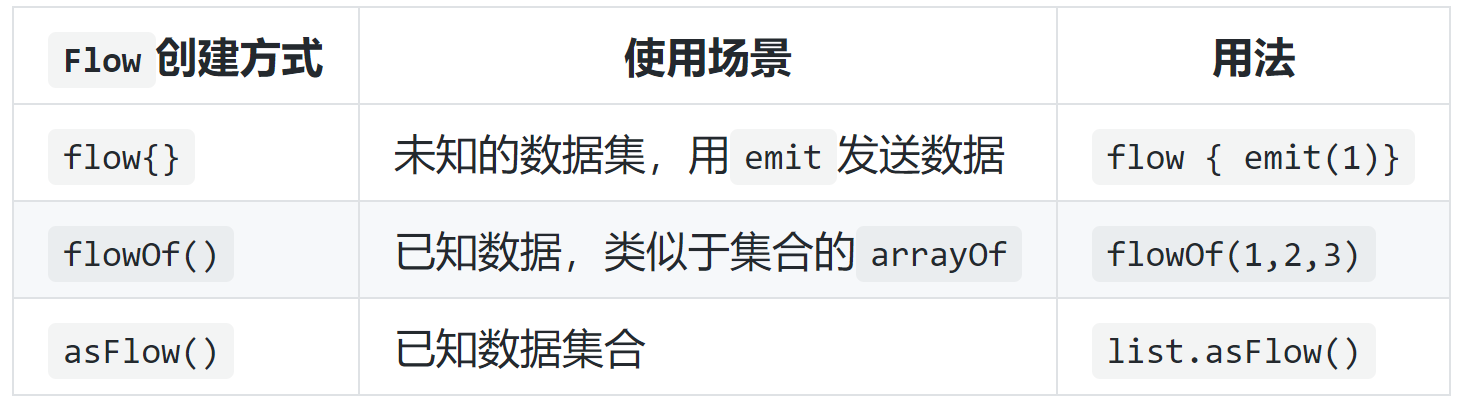 Flow创建方式 使用场景 用法
flow{} 未知的数据集，用emit发送数据 flow { emit(1)}
flowOf() 已知数据，类似于集合的arrayOf flowOf(1,2,3)
asFlow() 已知数据集合 list.asFlow()